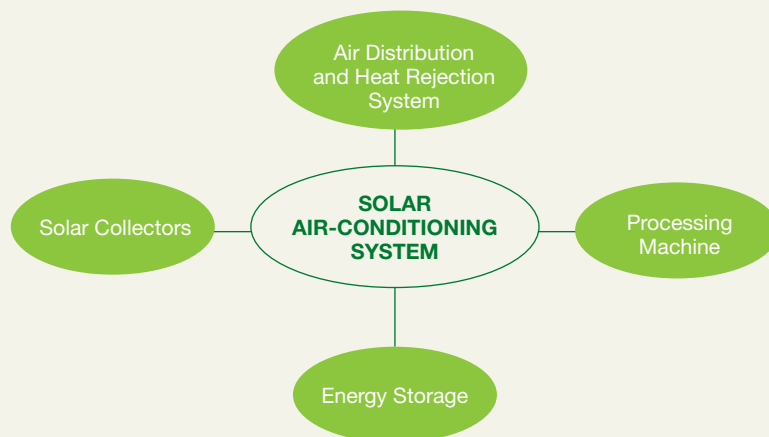 Air Distribution
and Heat Rejection
System
Solar Collectors
SOLAR
AIR-CONDITIONING
SYSTEM
Processing
Machine
Energy Storage